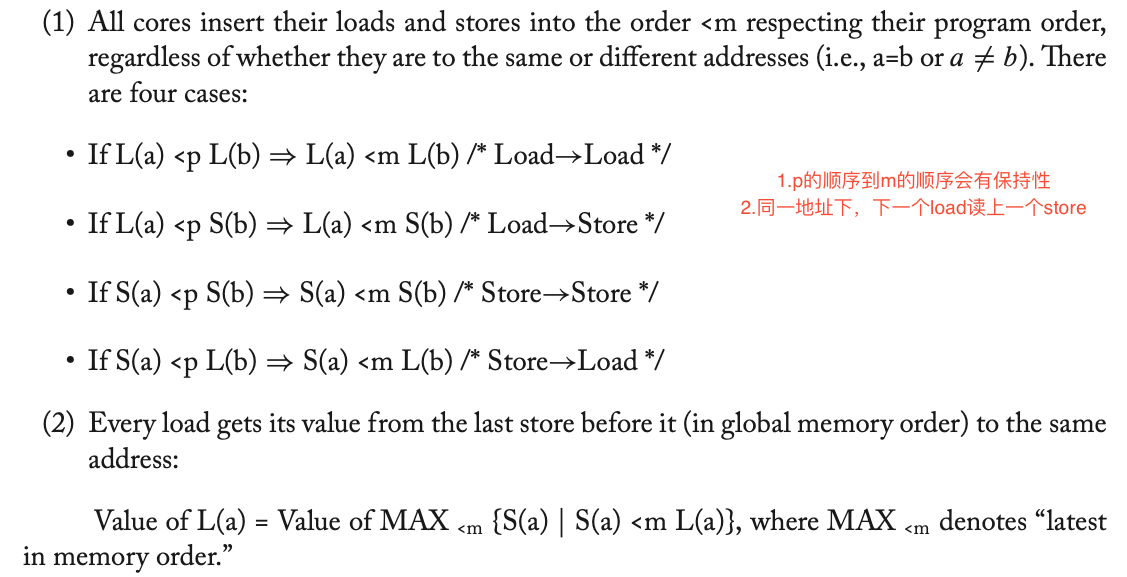 (1) All cores insert their loads and stores into the order <m respecting their program order,
regardless of whether they are to the same or different addresses (i.e., a=b or a ≠ b). There
are four cases:
• If L(a) <p L(b) ⇒ L(a) <m L(b) /* Load→Load */
• If L(a) <p S(b) ⇒ L(a) <m S(b) /* Load→Store */
• If S(a) <p S(b) ⇒ S(a) <m S(b) /* Store→Store */
• If S(a) <p L(b) ⇒ S(a) <m L(b) /* Store→Load */
1.p的顺序到m的顺序会有保持性
2.同一地址下，下一个load读上一个store
(2) Every load gets its value from the last store before it (in global memory order) to the same
address:
Value of L(a) = Value of MAX <m {S(a) | S(a) <m L(a)}, where MAX <m denotes “latest
in memory order.”